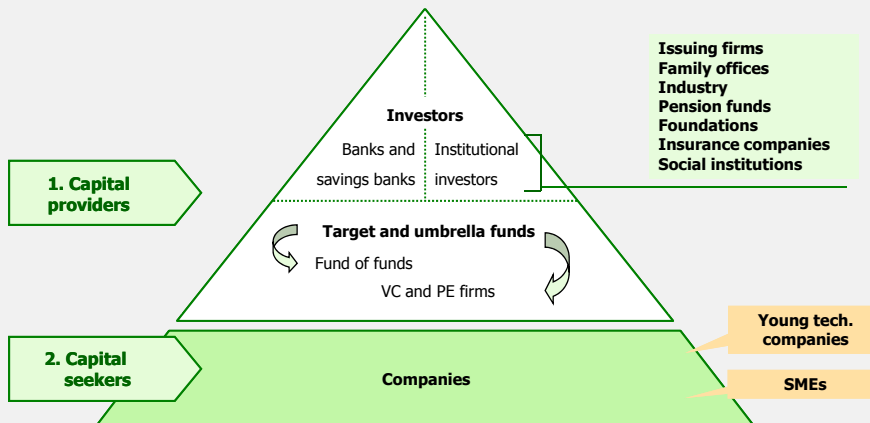 Issuing firms
Family offices
Industry
Pension funds
Foundations
Insurance companies
Social institutions
Investors
Banks and
savings banks
Institutional
investors
1. Capital
providers
Target and umbrella funds
Fund of funds
VC and PE firms
Young tech.
companies
2. Capital
seekers
Companies
SMEs